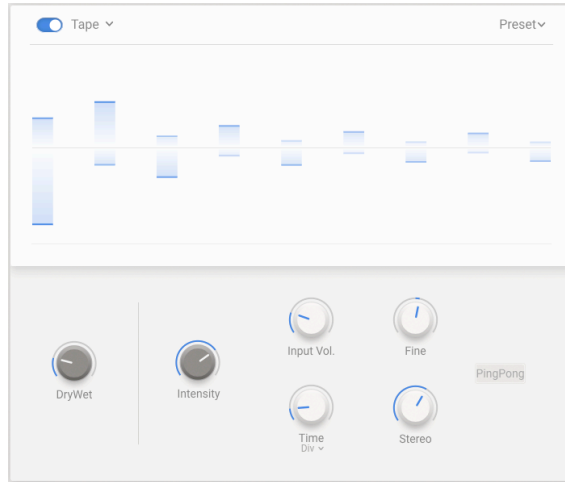 Tape
Preset
Input Vol.
Fine
DryWet
Intensity
PingPong
Time
Div
Stereo